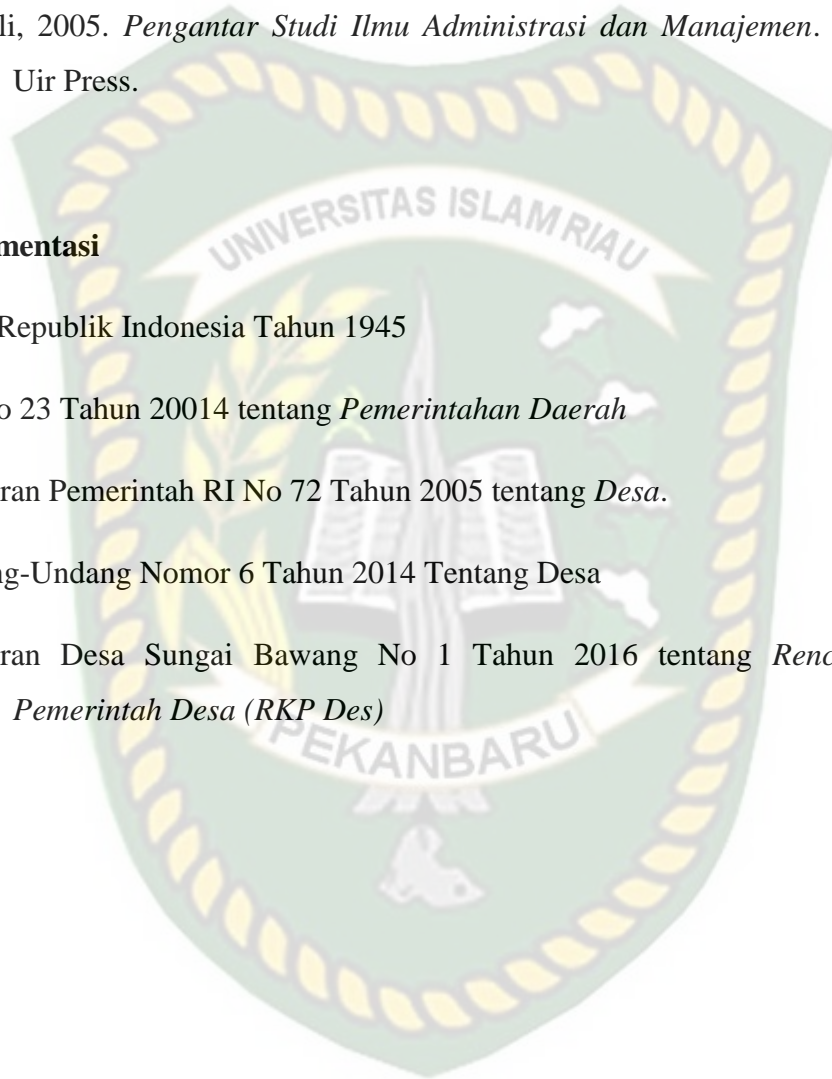 li, 2005. Pengantar Studi Ilmu Administrasi dan Manajemen.
Uir Press.
UNIVERSITAS ISLAM RIAU
mentasi
Republik Indonesia Tahun 1945
o 23 Tahun 20014 tentang Pemerintahan Daerah
ran Pemerintah RI No 72 Tahun 2005 tentang Desa.
ng-Undang Nomor 6 Tahun 2014 Tentang Desa
ran Desa Sungai Bawang No 1 Tahun 2016 tentang Renc
Pemerintah Desa (RKP Des)
PEKANBARU